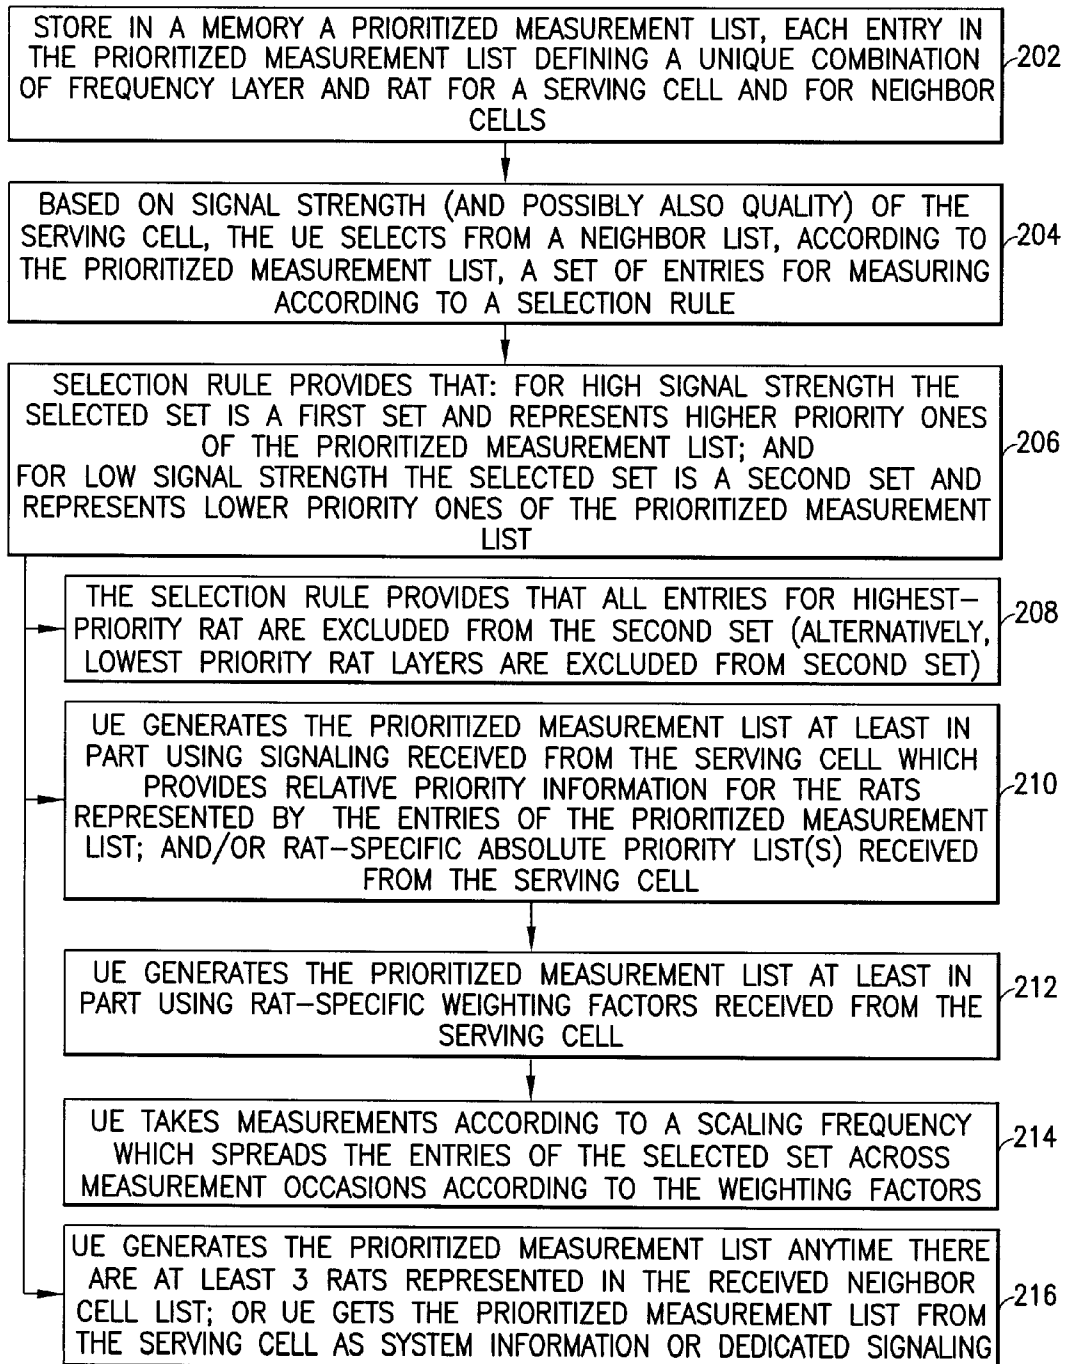 STORE IN A MEMORY A PRIORITIZED MEASUREMENT LIST, EACH ENTRY IN
THE PRIORITIZED MEASUREMENT LIST DEFINING A UNIQUE COMBINATION
OF FREQUENCY LAYER AND RAT FOR A SERVING CELL AND FOR NEIGHBOR
CELLS
202
BASED ON SIGNAL STRENGTH (AND POSSIBLY ALSO QUALITY) OF THE
SERVING CELL, THE UE SELECTS FROM A NEIGHBOR LIST, ACCORDING TO
THE PRIORITIZED MEASUREMENT LIST, A SET OF ENTRIES FOR MEASURING
ACCORDING TO A SELECTION RULE
204
SELECTION RULE PROVIDES THAT: FOR HIGH SIGNAL STRENGTH THE
SELECTED SET IS A FIRST SET AND REPRESENTS HIGHER PRIORITY ONES
OF THE PRIORITIZED MEASUREMENT LIST; AND
FOR LOW SIGNAL STRENGTH THE SELECTED SET IS A SECOND SET AND
REPRESENTS LOWER PRIORITY ONES OF THE PRIORITIZED MEASUREMENT
LIST
206
THE SELECTION RULE PROVIDES THAT ALL ENTRIES FOR HIGHEST-
PRIORITY RAT ARE EXCLUDED FROM THE SECOND SET (ALTERNATIVELY,
LOWEST PRIORITY RAT LAYERS ARE EXCLUDED FROM SECOND SET)
208
UE GENERATES THE PRIORITIZED MEASUREMENT LIST AT LEAST IN
PART USING SIGNALING RECEIVED FROM THE SERVING CELL WHICH
PROVIDES RELATIVE PRIORITY INFORMATION FOR THE RATS
REPRESENTED BY THE ENTRIES OF THE PRIORITIZED MEASUREMENT
LIST; AND/OR RAT-SPECIFIC ABSOLUTE PRIORITY LIST(S) RECEIVED
FROM THE SERVING CELL
210
UE GENERATES THE PRIORITIZED MEASUREMENT LIST AT LEAST IN
PART USING RAT-SPECIFIC WEIGHTING FACTORS RECEIVED FROM THE
SERVING CELL
212
UE TAKES MEASUREMENTS ACCORDING TO A SCALING FREQUENCY
WHICH SPREADS THE ENTRIES OF THE SELECTED SET ACROSS
MEASUREMENT OCCASIONS ACCORDING TO THE WEIGHTING FACTORS
214
UE GENERATES THE PRIORITIZED MEASUREMENT LIST ANYTIME THERE
ARE AT LEAST 3 RATS REPRESENTED IN THE RECEIVED NEIGHBOR
CELL LIST; OR UE GETS THE PRIORITIZED MEASUREMENT LIST FROM
THE SERVING CELL AS SYSTEM INFORMATION OR DEDICATED SIGNALING
216